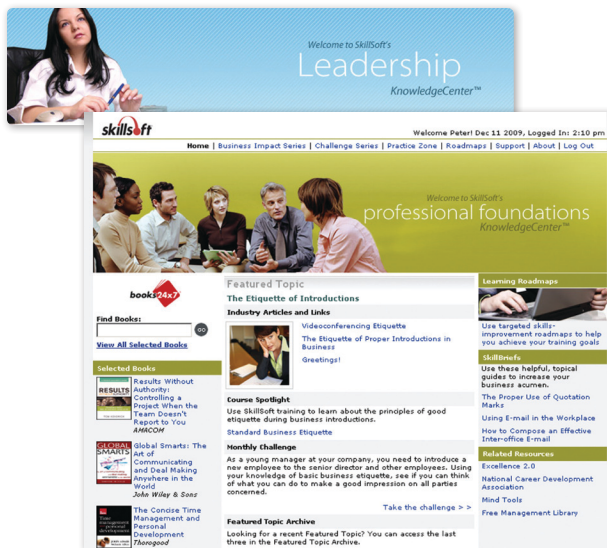 Welcome to SkillSoft's
Leadership
KnowledgeCenter™
skillsoft
Welcome Peter! Dec 11 2009, Logged In: 2:10 pm
Home | Business Impact Series | Challenge Series | Practice Zone | Roadmaps | Support | About | Log Out
Welcome to SkillSoft's
professional foundations
KnowledgeCenter™
books24x7
Find Books:
GO
View All Selected Books
Selected Books
RESULTS
Results Without
Authority:
Controlling a
Project When the
Team Doesn't
Report to You
AMACOM
GLOBAL
SMARTS
Global Smarts: The
Art of
Communicating
and Deal Making
Anywhere in the
World
John Wiley & Sons
The Concise Time
Management and
Personal
Development
Thorogood
Featured Topic
The Etiquette of Introductions
Industry Articles and Links
Videoconferencing Etiquette
The Etiquette of Proper Introductions in
Business
Greetings!
Course Spotlight
Use SkillSoft training to learn about the principles of good
etiquette during business introductions.
Standard Business Etiquette
Monthly Challenge
As a young manager at your company, you need to introduce a
new employee to the senior director and other employees. Using
your knowledge of basic business etiquette, see if you can think
of what you can do to make a good impression on all parties
concerned.
Take the challenge > >
Featured Topic Archive
Looking for a recent Featured Topic? You can access the last
three in the Featured Topic Archive.
Learning Roadmaps
Use targeted skills-
improvement roadmaps to help
you achieve your training goals
SkillBriefs
Use these helpful, topical
guides to increase your
business acumen.
The Proper Use of Quotation
Marks
Using E-mail in the Workplace
How to Compose an Effective
Inter-office E-mail
Related Resources
Excellence 2.0
National Career Development
Association
Mind Tools
Free Management Library